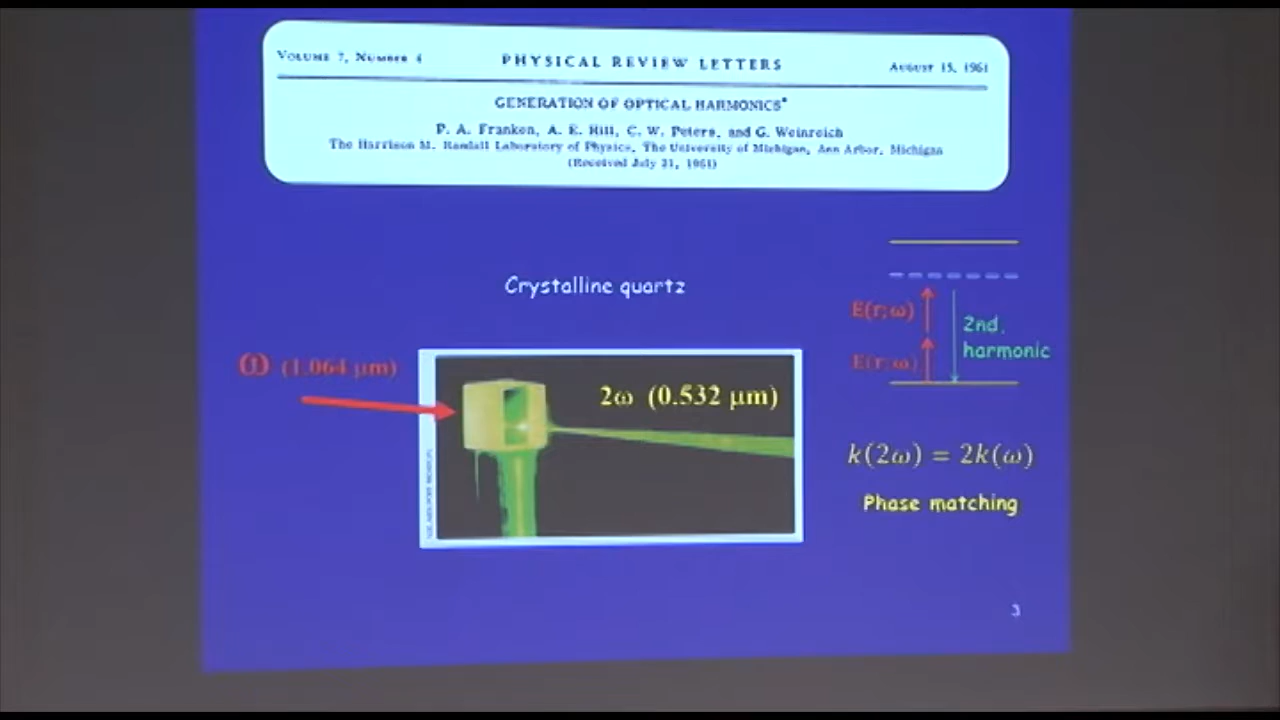 VOLUME 7, NUMBER 4 PHYSICAL REVIEW LETTERS AUGUST 15, 1961
GENERATION OF OPTICAL HARMONICS*
P. A. Franken, A. E. Hill, C. W. Peters, and G. Weinreich
The Harrison M. Randall Laboratory of Physics, The University of Michigan, Ann Arbor, Michigan
(Received July 21, 1961)
Crystalline quartz
E(r;ω)
2nd.
harmonic
E(r;ω)
ω (1.064 μm)
2ω (0.532 μm)
k(2ω) = 2k(ω)
Phase matching
3